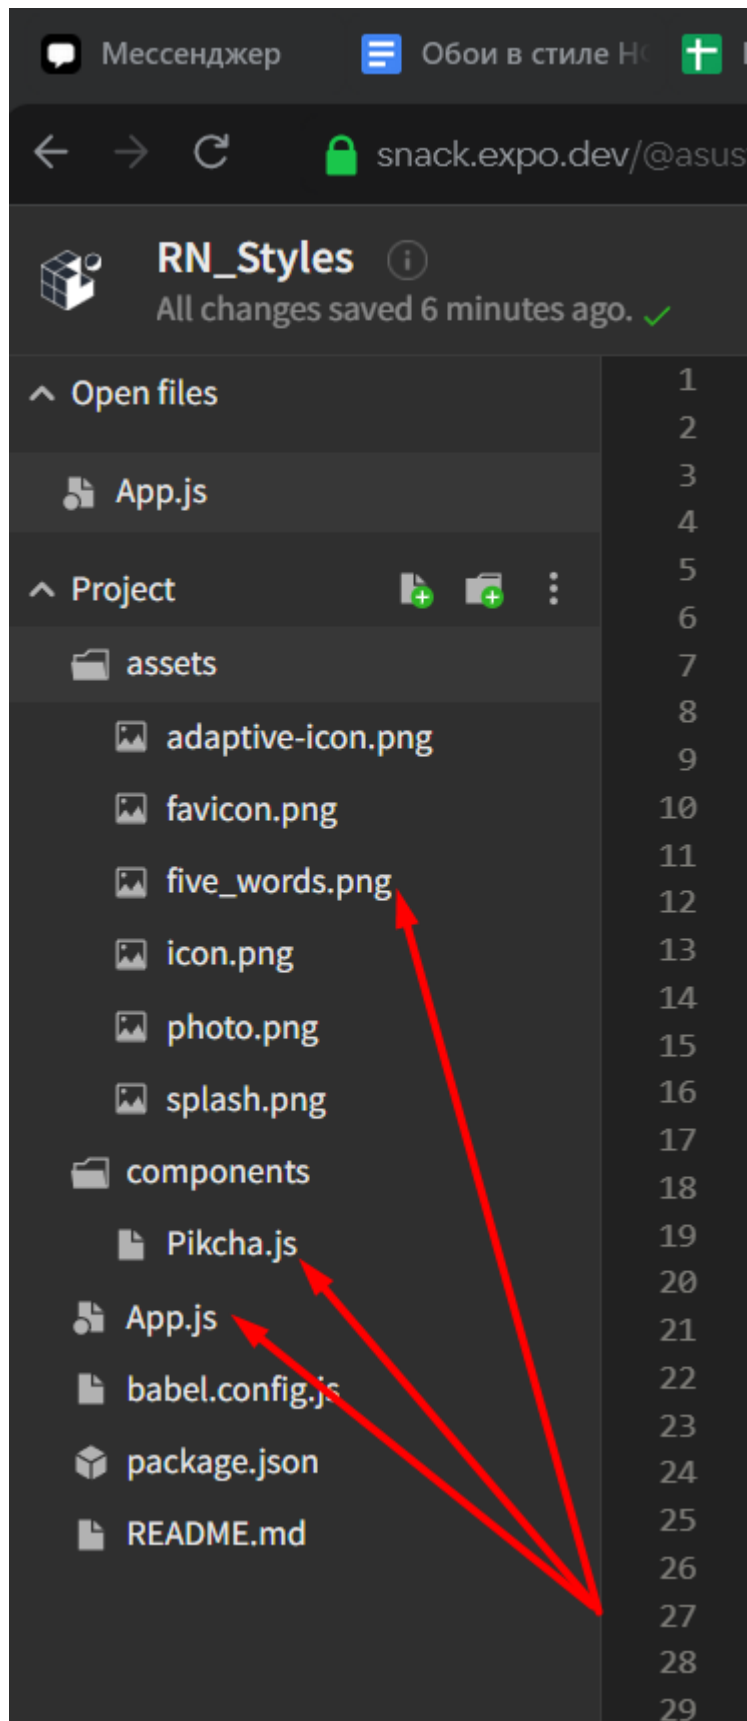 Мессенджер Обои в стиле
snack.expo.dev/@asus
RN_Styles
All changes saved 6 minutes ago.
Open files
App.js
Project
assets
adaptive-icon.png
favicon.png
five_words.png
icon.png
photo.png
splash.png
components
Pikcha.js
App.js
babel.config.js
package.json
README.md
1
2
3
4
5
6
7
8
9
10
11
12
13
14
15
16
17
18
19
20
21
22
23
24
25
26
27
28
29